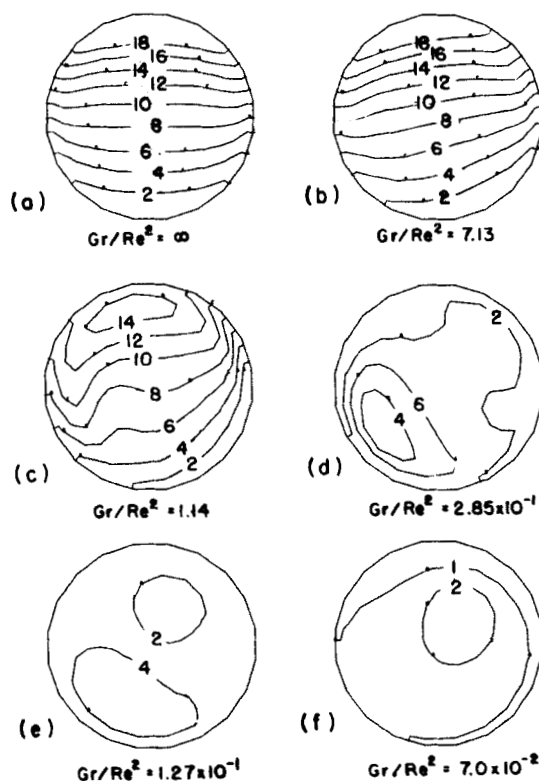 18
16
14
12
10
8
6
4
2
(a)
Gr/Re² = ∞
18
16
14
12
10
8
6
4
2
(b)
Gr/Re² = 7.13
14
12
10
8
6
4
2
(c)
Gr/Re² = 1.14
2
6
4
(d)
Gr/Re² = 2.85x10⁻¹
2
4
(e)
Gr/Re² = 1.27x10⁻¹
1
2
(f)
Gr/Re² = 7.0x10⁻²